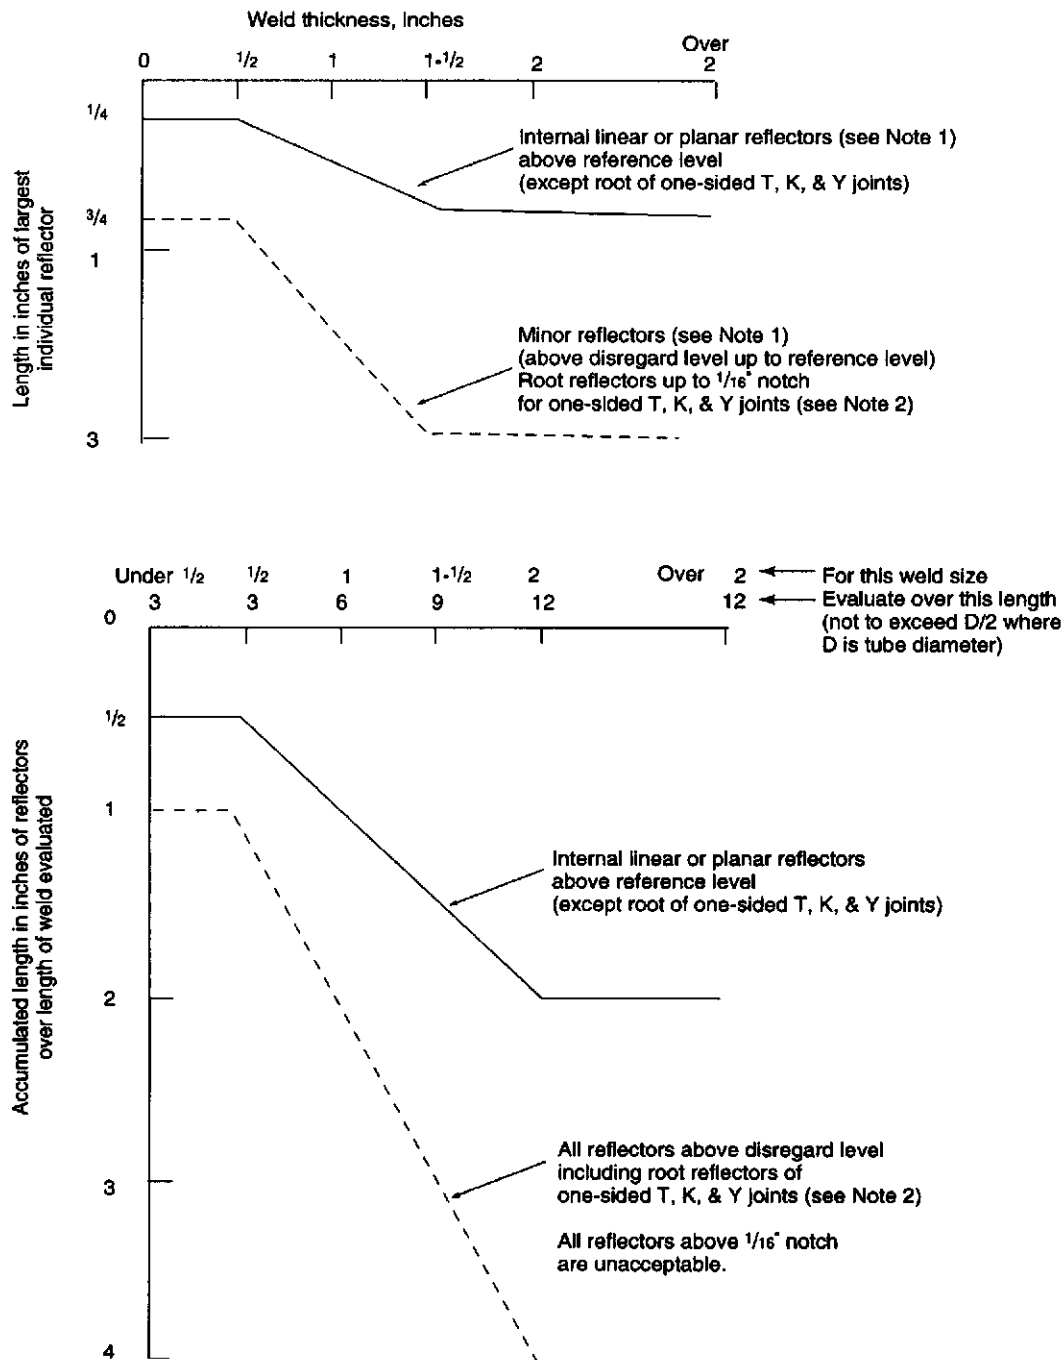 Weld thickness, Inches
0 1/2 1 1-1/2 2 Over 2
1/4
3/4
1
3
Length in inches of largest
individual reflector
Internal linear or planar reflectors (see Note 1)
above reference level
(except root of one-sided T, K, & Y joints)
Minor reflectors (see Note 1)
(above disregard level up to reference level)
Root reflectors up to 1/16" notch
for one-sided T, K, & Y joints (see Note 2)
Under 1/2 1/2 1 1-1/2 2 Over 2 For this weld size
3 3 6 9 12 12 Evaluate over this length
(not to exceed D/2 where
D is tube diameter)
0
1/2
1
2
3
4
Accumulated length in inches of reflectors
over length of weld evaluated
Internal linear or planar reflectors
above reference level
(except root of one-sided T, K, & Y joints)
All reflectors above disregard level
including root reflectors of
one-sided T, K, & Y joints (see Note 2)
All reflectors above 1/16" notch
are unacceptable.